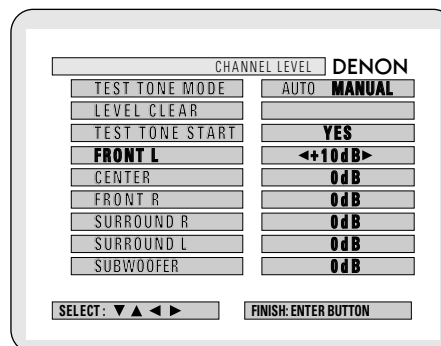 CHANNEL LEVEL DENON
TEST TONE MODE AUTO MANUAL
LEVEL CLEAR
TEST TONE START YES
FRONT L ◄+10dB►
CENTER 0dB
FRONT R 0dB
SURROUND R 0dB
SURROUND L 0dB
SUBWOOFER 0dB
SELECT: ▼ ▲ ◄ ► FINISH: ENTER BUTTON